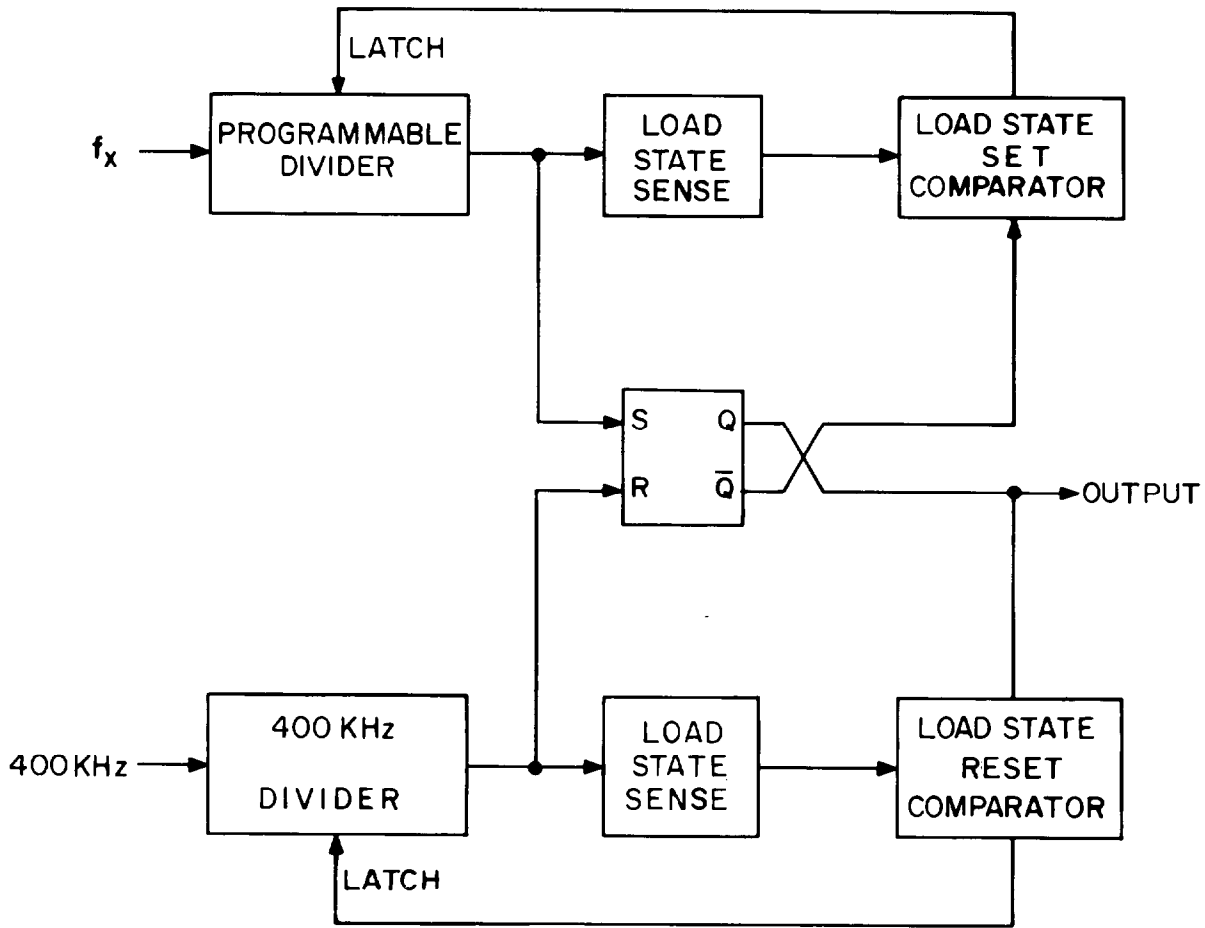 LATCH
f_x
PROGRAMMABLE
DIVIDER
LOAD
STATE
SENSE
LOAD STATE
SET
COMPARATOR
S
Q
R
Q̅
OUTPUT
400KHz
400 KHz
DIVIDER
LOAD
STATE
SENSE
LOAD STATE
RESET
COMPARATOR
LATCH